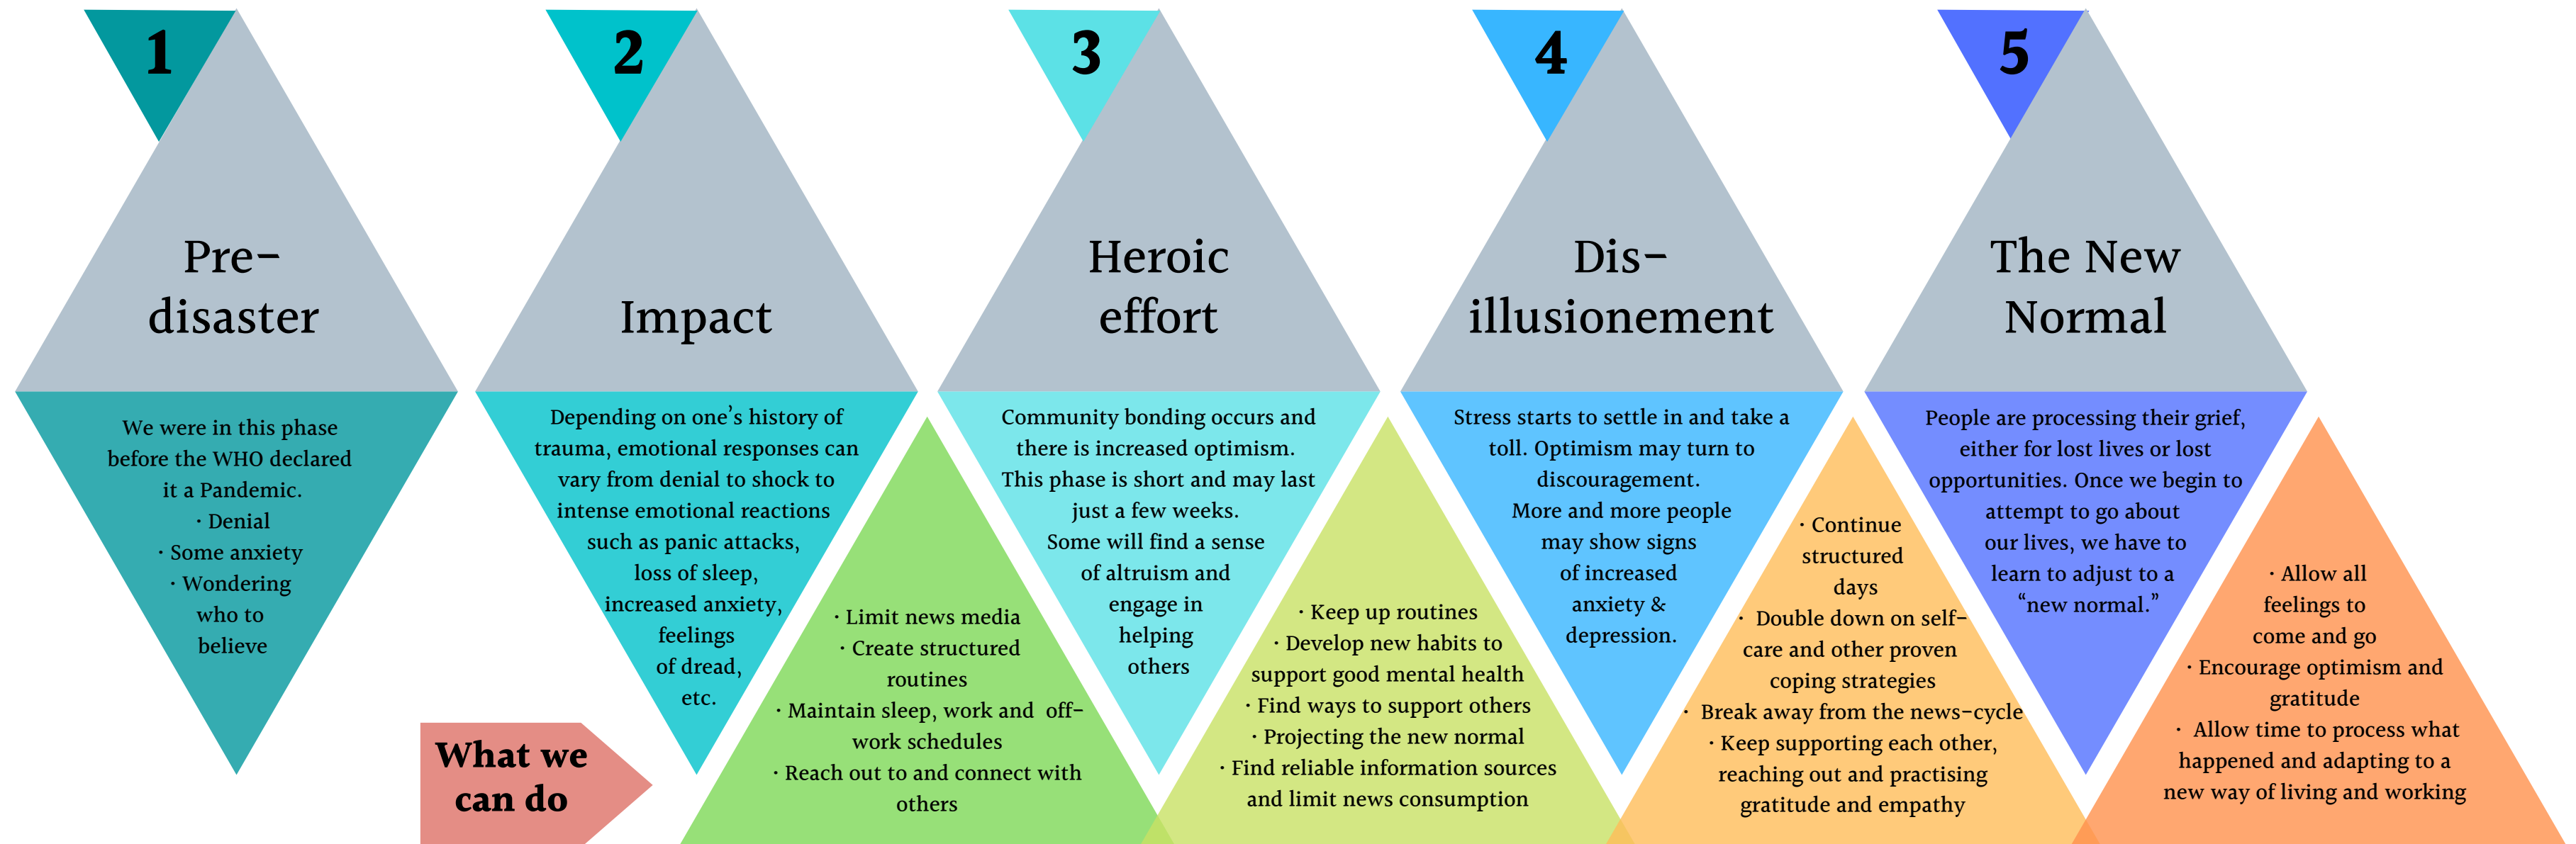 1
Pre-
disaster
We were in this phase
before the WHO declared
it a Pandemic.
· Denial
· Some anxiety
· Wondering
who to
believe
2
Impact
Depending on one’s history of
trauma, emotional responses can
vary from denial to shock to
intense emotional reactions
such as panic attacks,
loss of sleep,
increased anxiety,
feelings
of dread,
etc.
3
Heroic
effort
Community bonding occurs and
there is increased optimism.
This phase is short and may last
just a few weeks.
Some will find a sense
of altruism and
engage in
helping
others
4
Dis-
illusionement
Stress starts to settle in and take a
toll. Optimism may turn to
discouragement.
More and more people
may show signs
of increased
anxiety &
depression.
5
The New
Normal
People are processing their grief,
either for lost lives or lost
opportunities. Once we begin to
attempt to go about
our lives, we have to
learn to adjust to a
“new normal.”
What we
can do
· Limit news media
· Create structured
routines
· Maintain sleep, work and off-
work schedules
· Reach out to and connect with
others
· Keep up routines
· Develop new habits to
support good mental health
· Find ways to support others
· Projecting the new normal
· Find reliable information sources
and limit news consumption
· Continue
structured
days
· Double down on self-
care and other proven
coping strategies
· Break away from the news-cycle
· Keep supporting each other,
reaching out and practising
gratitude and empathy
· Allow all
feelings to
come and go
· Encourage optimism and
gratitude
· Allow time to process what
happened and adapting to a
new way of living and working